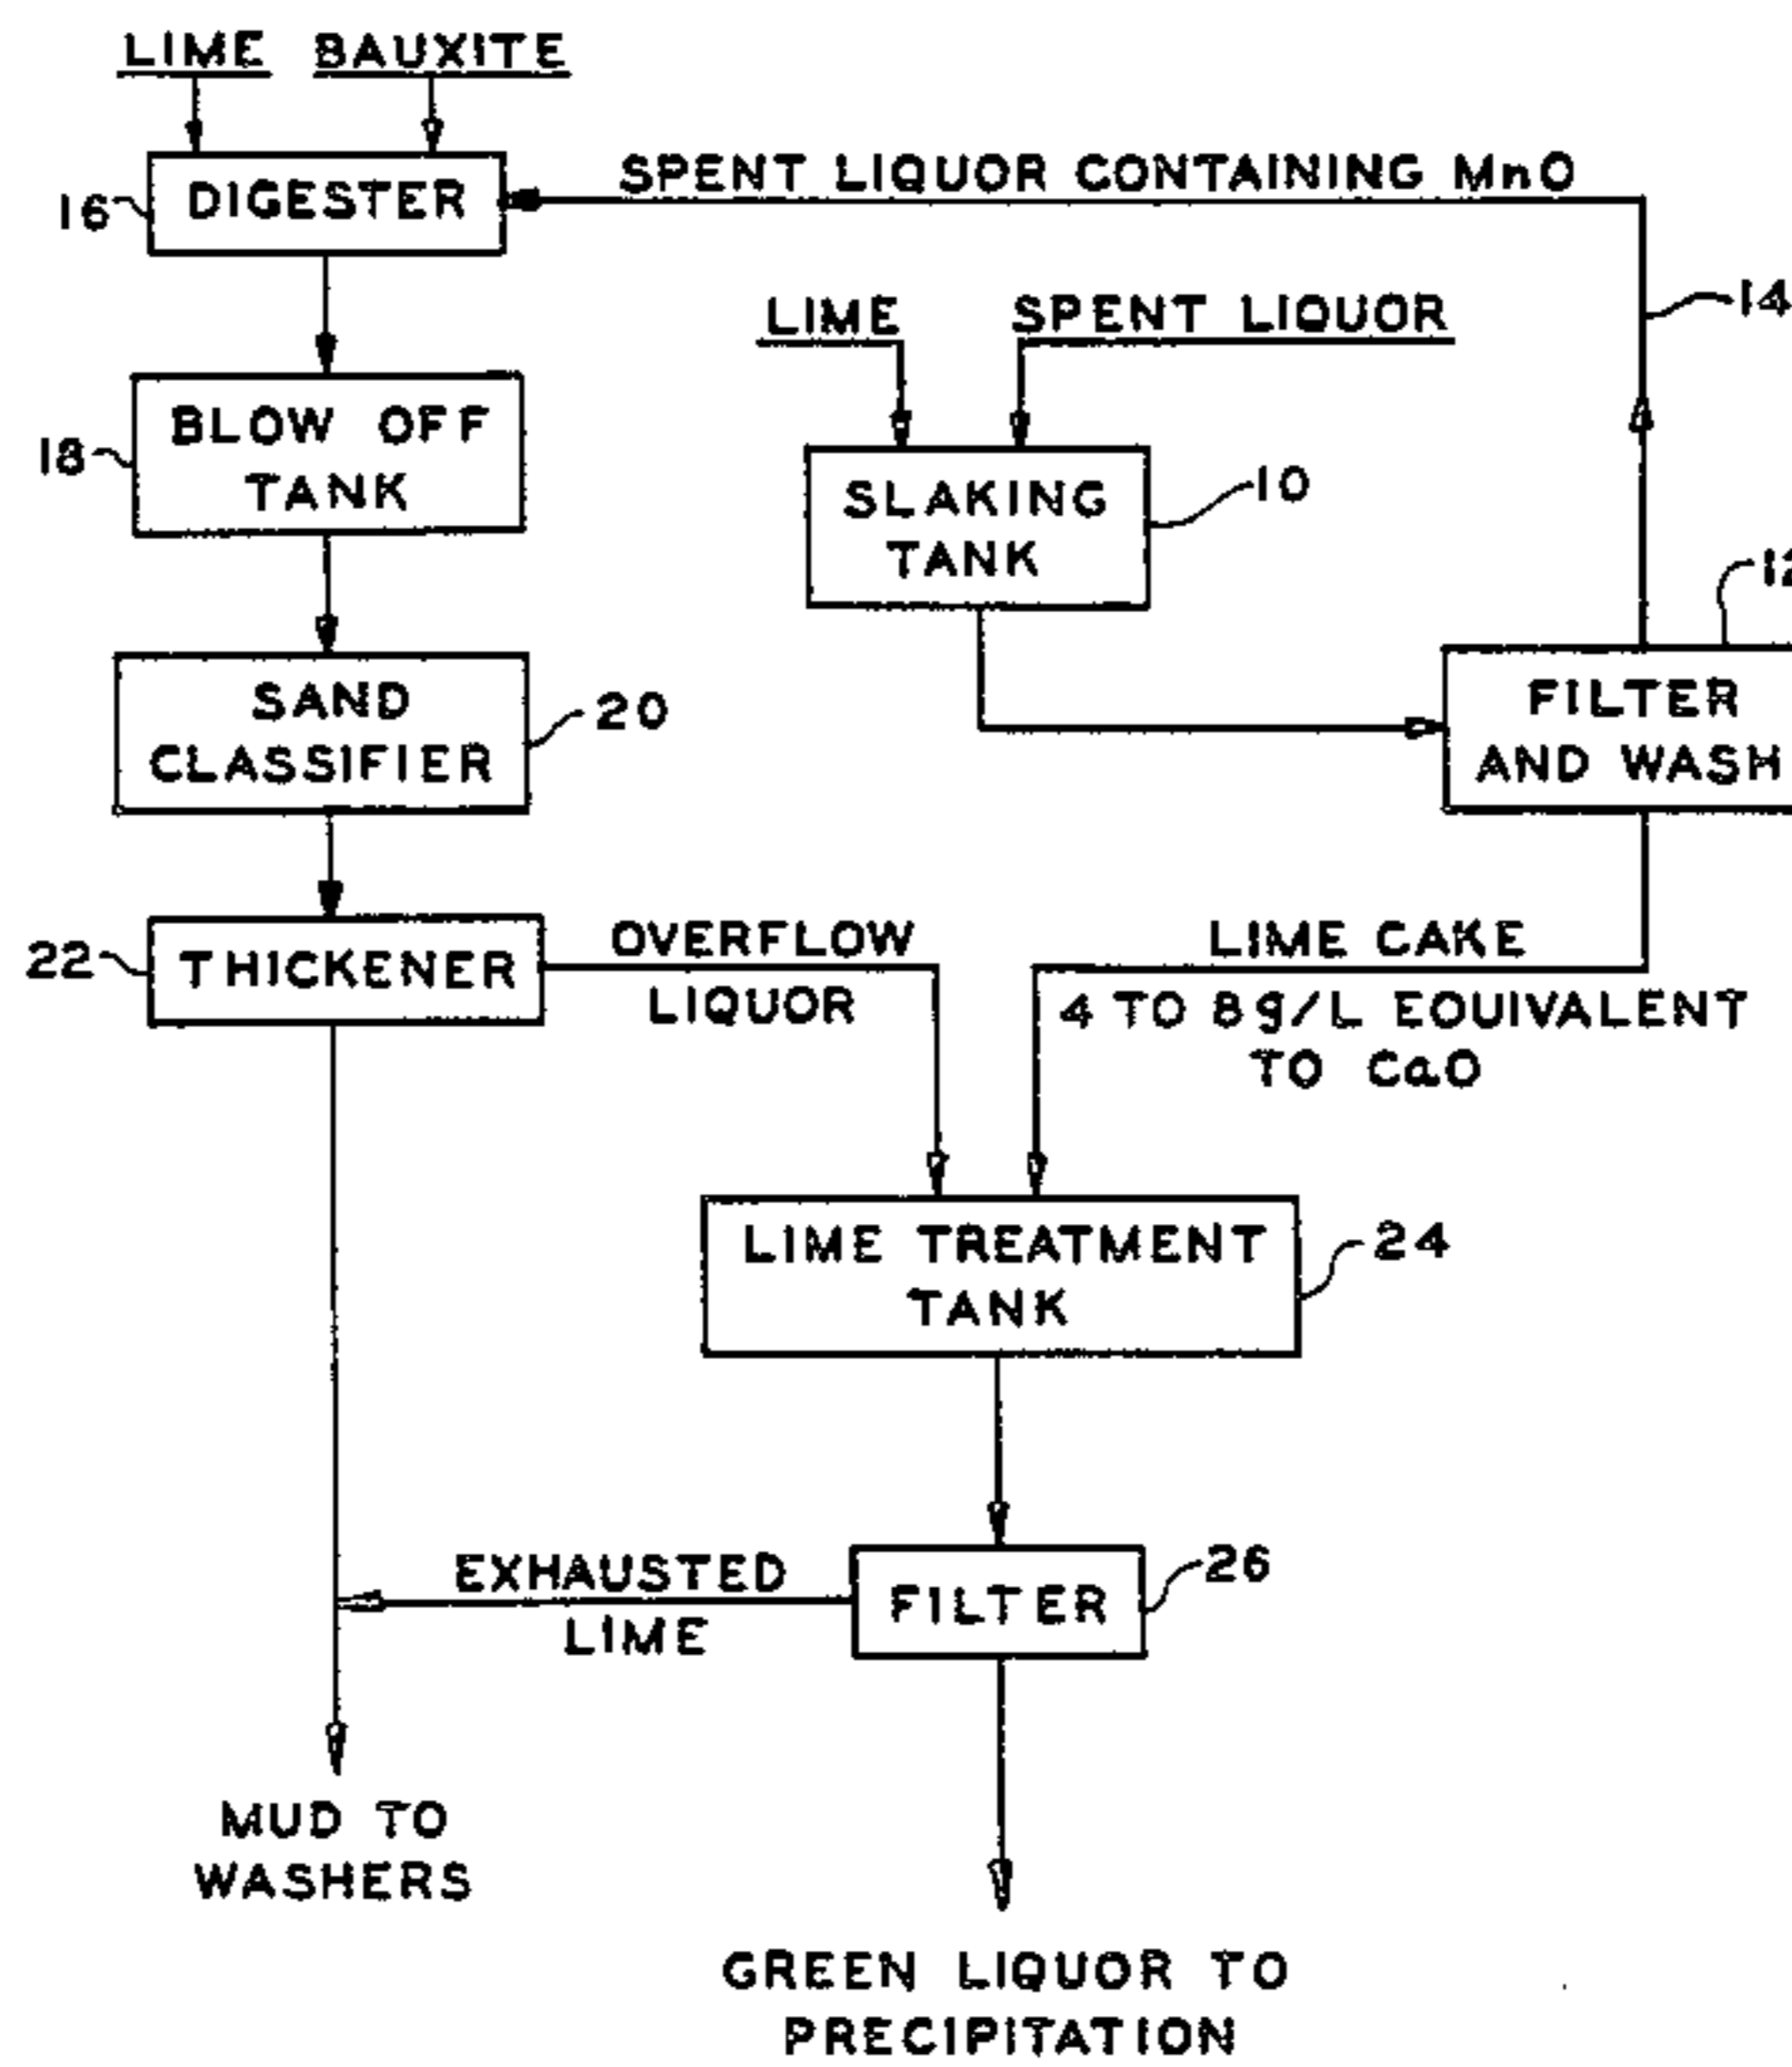 LIME BAUXITE
SPENT LIQUOR CONTAINING MnO
DIGESTER
16
14
LIME SPENT LIQUOR
BLOW OFF
TANK
18
SLAKING
TANK
10
SAND
CLASSIFIER
20
FILTER
AND WASH
THICKENER
22
OVERFLOW
LIQUOR
LIME CAKE
4 TO 8 g/L EQUIVALENT
TO CaO
LIME TREATMENT
TANK
24
EXHAUSTED
LIME
FILTER
26
MUD TO
WASHERS
GREEN LIQUOR TO
PRECIPITATION